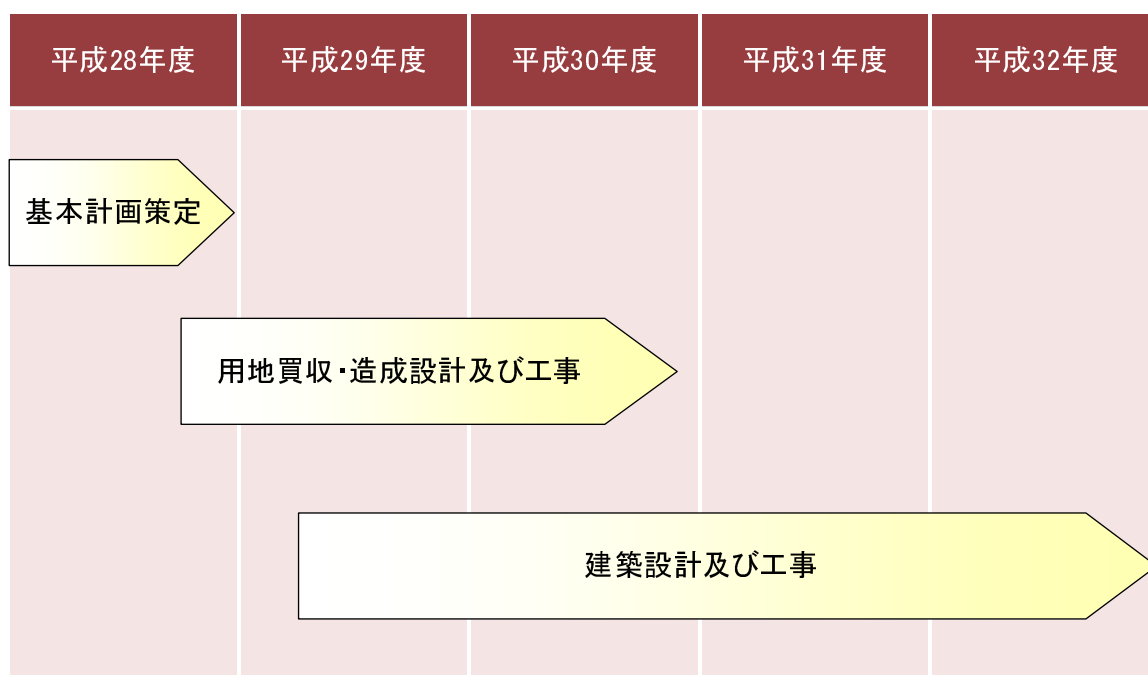 平成28年度
平成29年度
平成30年度
平成31年度
平成32年度
基本計画策定
用地買収・造成設計及び工事
建築設計及び工事